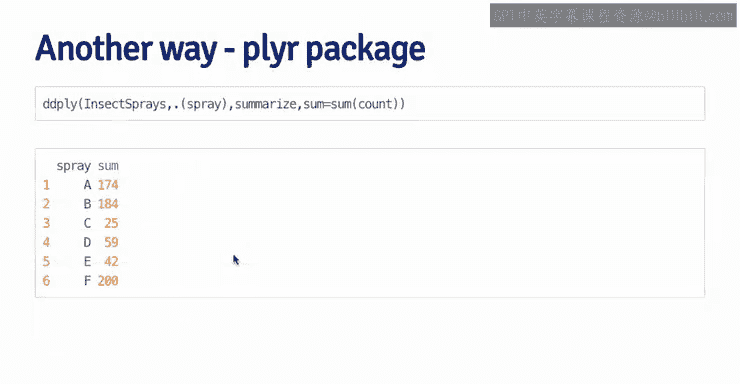 Another way - plyr package
ddply(InsectSprays,.(spray),summarize,sum=sum(count))
spray sum
1 A 174
2 B 184
3 C 25
4 D 59
5 E 42
6 F 200